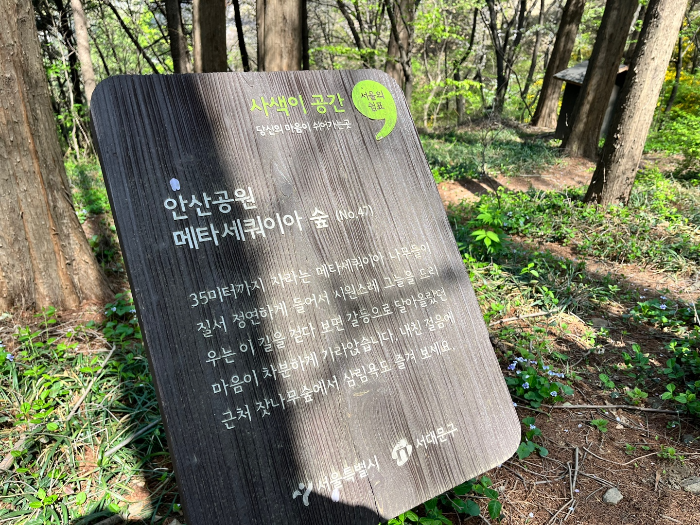 사색이 공간
서울의
쉼표
당신의 마음이 쉬어가는곳
안산공원
메타세쿼이아 숲 (No.47)
35미터까지 자라는 메타세쿼이아 나무들이
질서 정연하게 들어서 시원스레 그늘을 드리
우는 이 길을 걷다 보면 갈등으로 달아올랐던
마음이 차분하게 가라앉습니다. 내친 걸음에
근처 잣나무숲에서 삼림욕도 즐겨 보세요.
서울특별시 서대문구